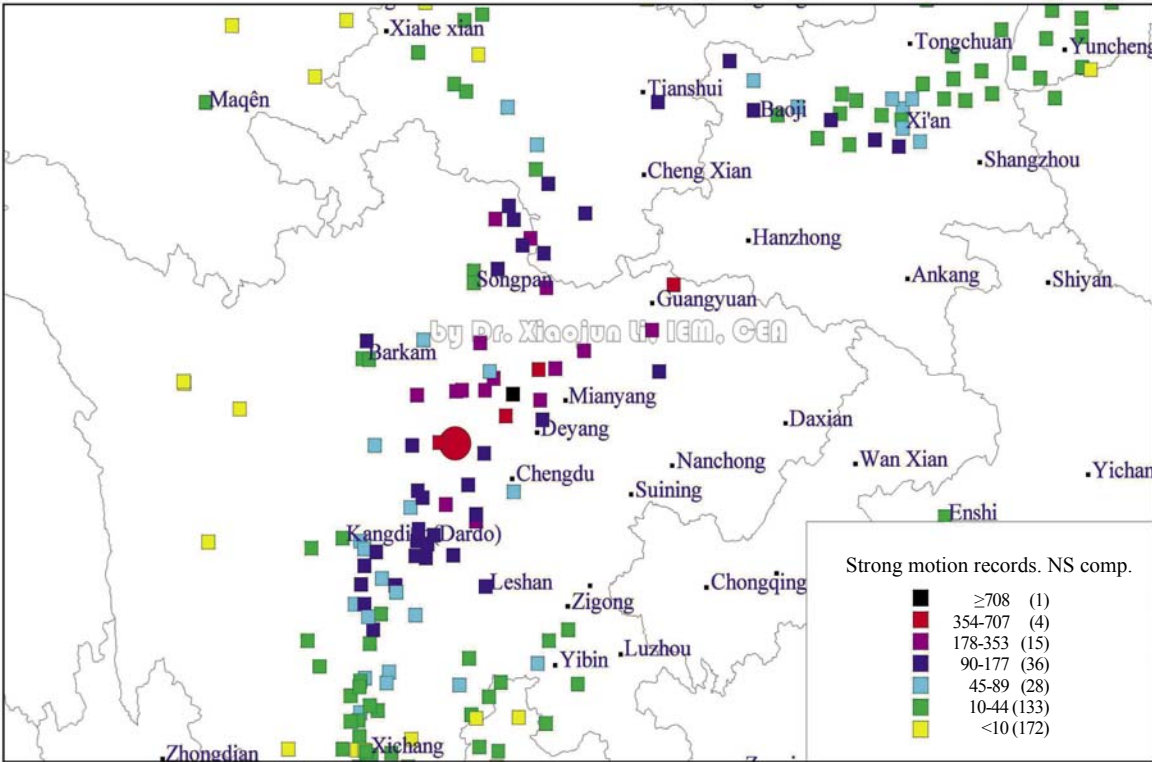 Xiahe xian
Tongchuan
Yuncheng
Tianshui
Maqên
Baoji
Xi'an
Shangzhou
Cheng Xian
Hanzhong
Songpan
Ankang
Shiyan
Guangyuan
by Dr. Xiaojun Li, IEM, CEA
Barkam
Mianyang
Daxian
Deyang
Nanchong
Wan Xian
Yichan
Chengdu
Suining
Enshi
Kangding (Dardo)
Leshan
Chongqing
Zigong
Luzhou
Yibin
Xichang
Zhongdian
Strong motion records. NS comp.
≥708 (1)
354-707 (4)
178-353 (15)
90-177 (36)
45-89 (28)
10-44 (133)
<10 (172)